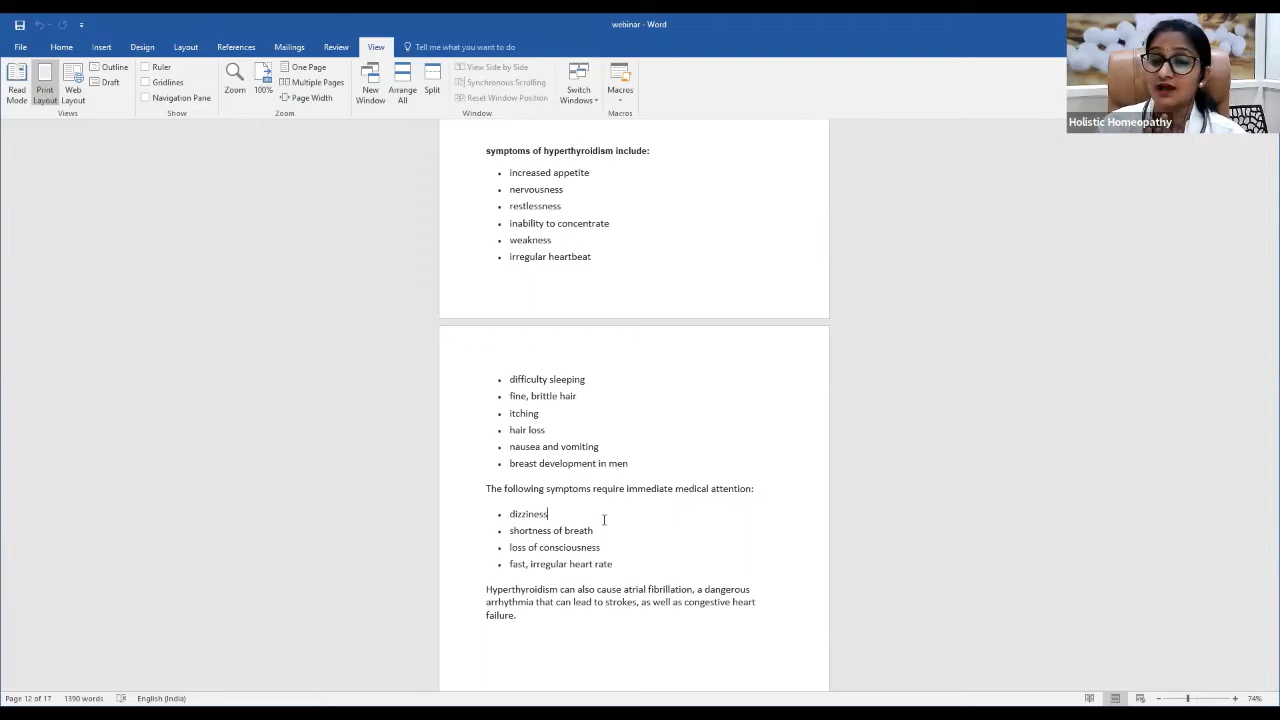 webinar - Word
File Home Insert Design Layout References Mailings Review View Tell me what you want to do
Read Mode
Print Layout
Web Layout
Outline
Draft
Views
Ruler
Gridlines
Navigation Pane
Show
Zoom
100%
One Page
Multiple Pages
Page Width
Zoom
New Window
Arrange All
Split
View Side by Side
Synchronous Scrolling
Reset Window Position
Window
Switch Windows
Macros
Macros
Holistic Homeopathy
symptoms of hyperthyroidism include:
• increased appetite
• nervousness
• restlessness
• inability to concentrate
• weakness
• irregular heartbeat
• difficulty sleeping
• fine, brittle hair
• itching
• hair loss
• nausea and vomiting
• breast development in men
The following symptoms require immediate medical attention:
• dizziness
• shortness of breath
• loss of consciousness
• fast, irregular heart rate
Hyperthyroidism can also cause atrial fibrillation, a dangerous
arrhythmia that can lead to strokes, as well as congestive heart
failure.
Page 12 of 17 1390 words English (India) 74%